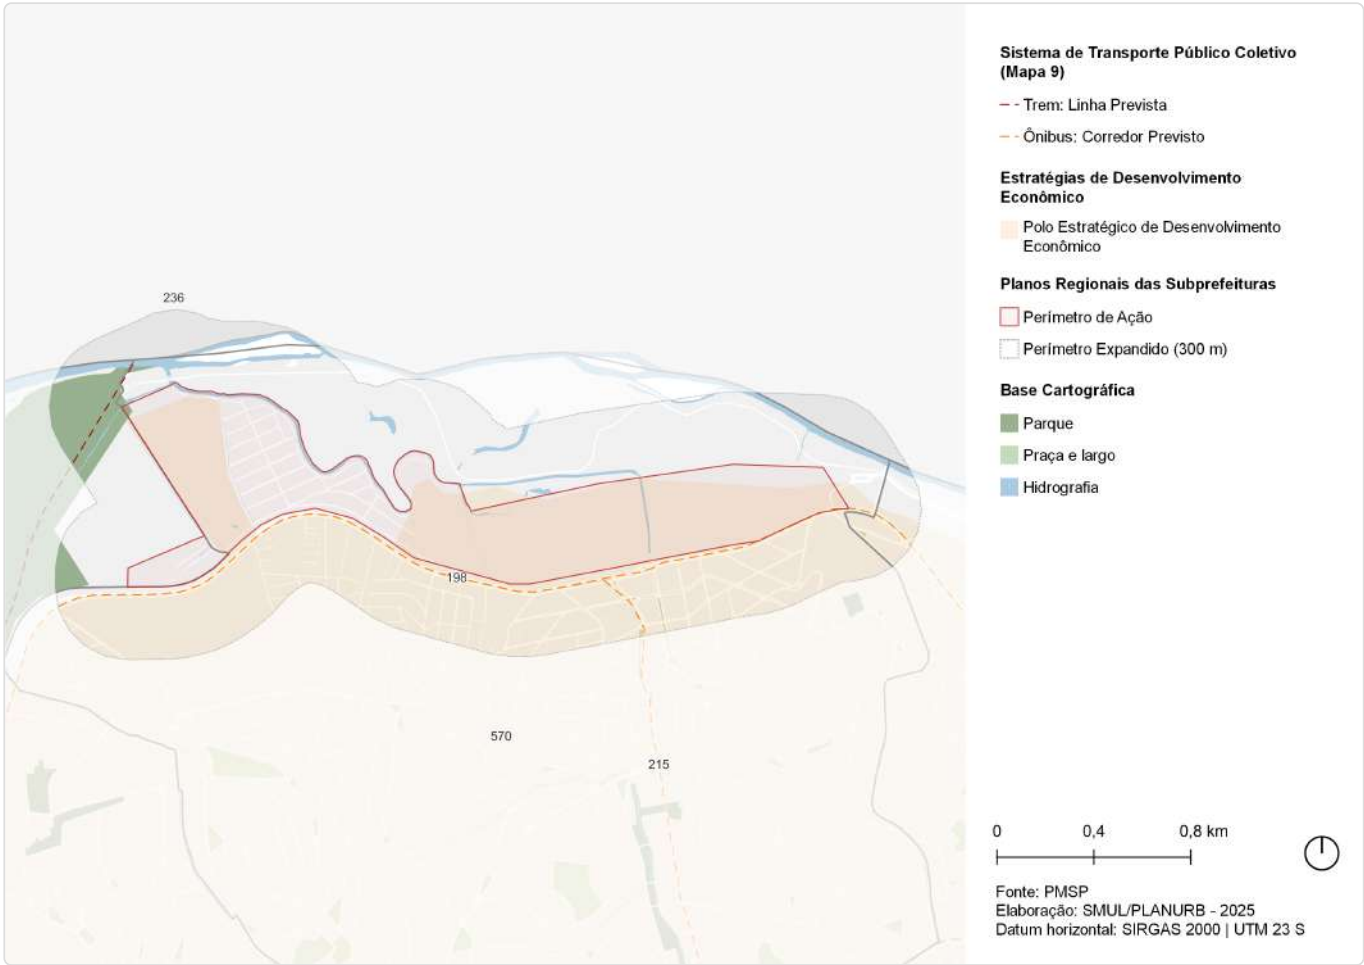 Sistema de Transporte Público Coletivo
(Mapa 9)
Trem: Linha Prevista
Ônibus: Corredor Previsto
Estratégias de Desenvolvimento
Econômico
Polo Estratégico de Desenvolvimento
Econômico
Planos Regionais das Subprefeituras
Perímetro de Ação
Perímetro Expandido (300 m)
Base Cartográfica
Parque
Praça e largo
Hidrografia
236
198
570
215
0 0,4 0,8 km
Fonte: PMSP
Elaboração: SMUL/PLANURB - 2025
Datum horizontal: SIRGAS 2000 | UTM 23 S